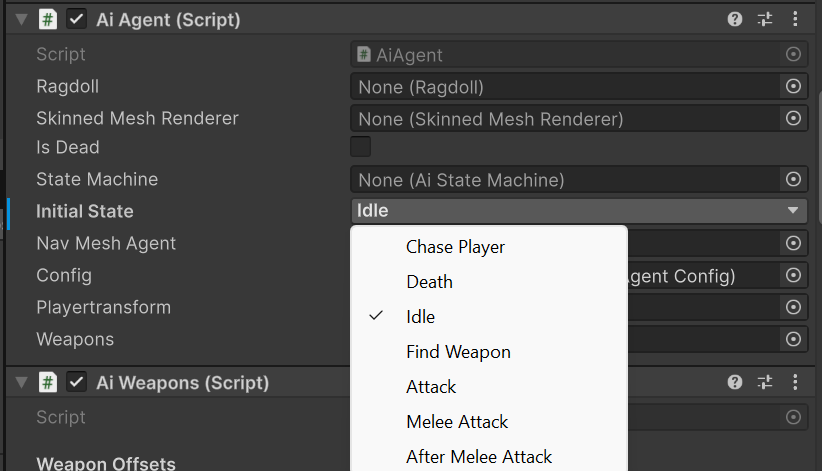 Ai Agent (Script)
Script
AiAgent
Ragdoll
None (Ragdoll)
Skinned Mesh Renderer
None (Skinned Mesh Renderer)
Is Dead
State Machine
None (Ai State Machine)
Initial State
Idle
Nav Mesh Agent
Chase Player
Config
Agent Config)
Death
Playertransform
Idle
Weapons
Find Weapon
Ai Weapons (Script)
Attack
Script
Melee Attack
Weapon Offsets
After Melee Attack